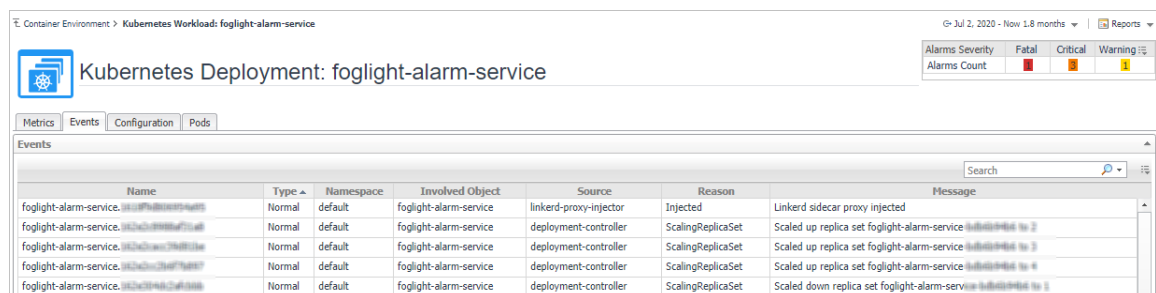 Container Environment > Kubernetes Workload: foglight-alarm-service
Jul 2, 2020 - Now 1.8 months
Reports
Kubernetes Deployment: foglight-alarm-service
Alarms Severity Fatal Critical Warning
Alarms Count 1 3 1
Metrics Events Configuration Pods
Events
Search
Name Type Namespace Involved Object Source Reason Message
foglight-alarm-service. Normal default foglight-alarm-service linkerd-proxy-injector Injected Linkerd sidecar proxy injected
foglight-alarm-service. Normal default foglight-alarm-service deployment-controller ScalingReplicaSet Scaled up replica set foglight-alarm-service
foglight-alarm-service. Normal default foglight-alarm-service deployment-controller ScalingReplicaSet Scaled up replica set foglight-alarm-service
foglight-alarm-service. Normal default foglight-alarm-service deployment-controller ScalingReplicaSet Scaled up replica set foglight-alarm-service
foglight-alarm-service. Normal default foglight-alarm-service deployment-controller ScalingReplicaSet Scaled down replica set